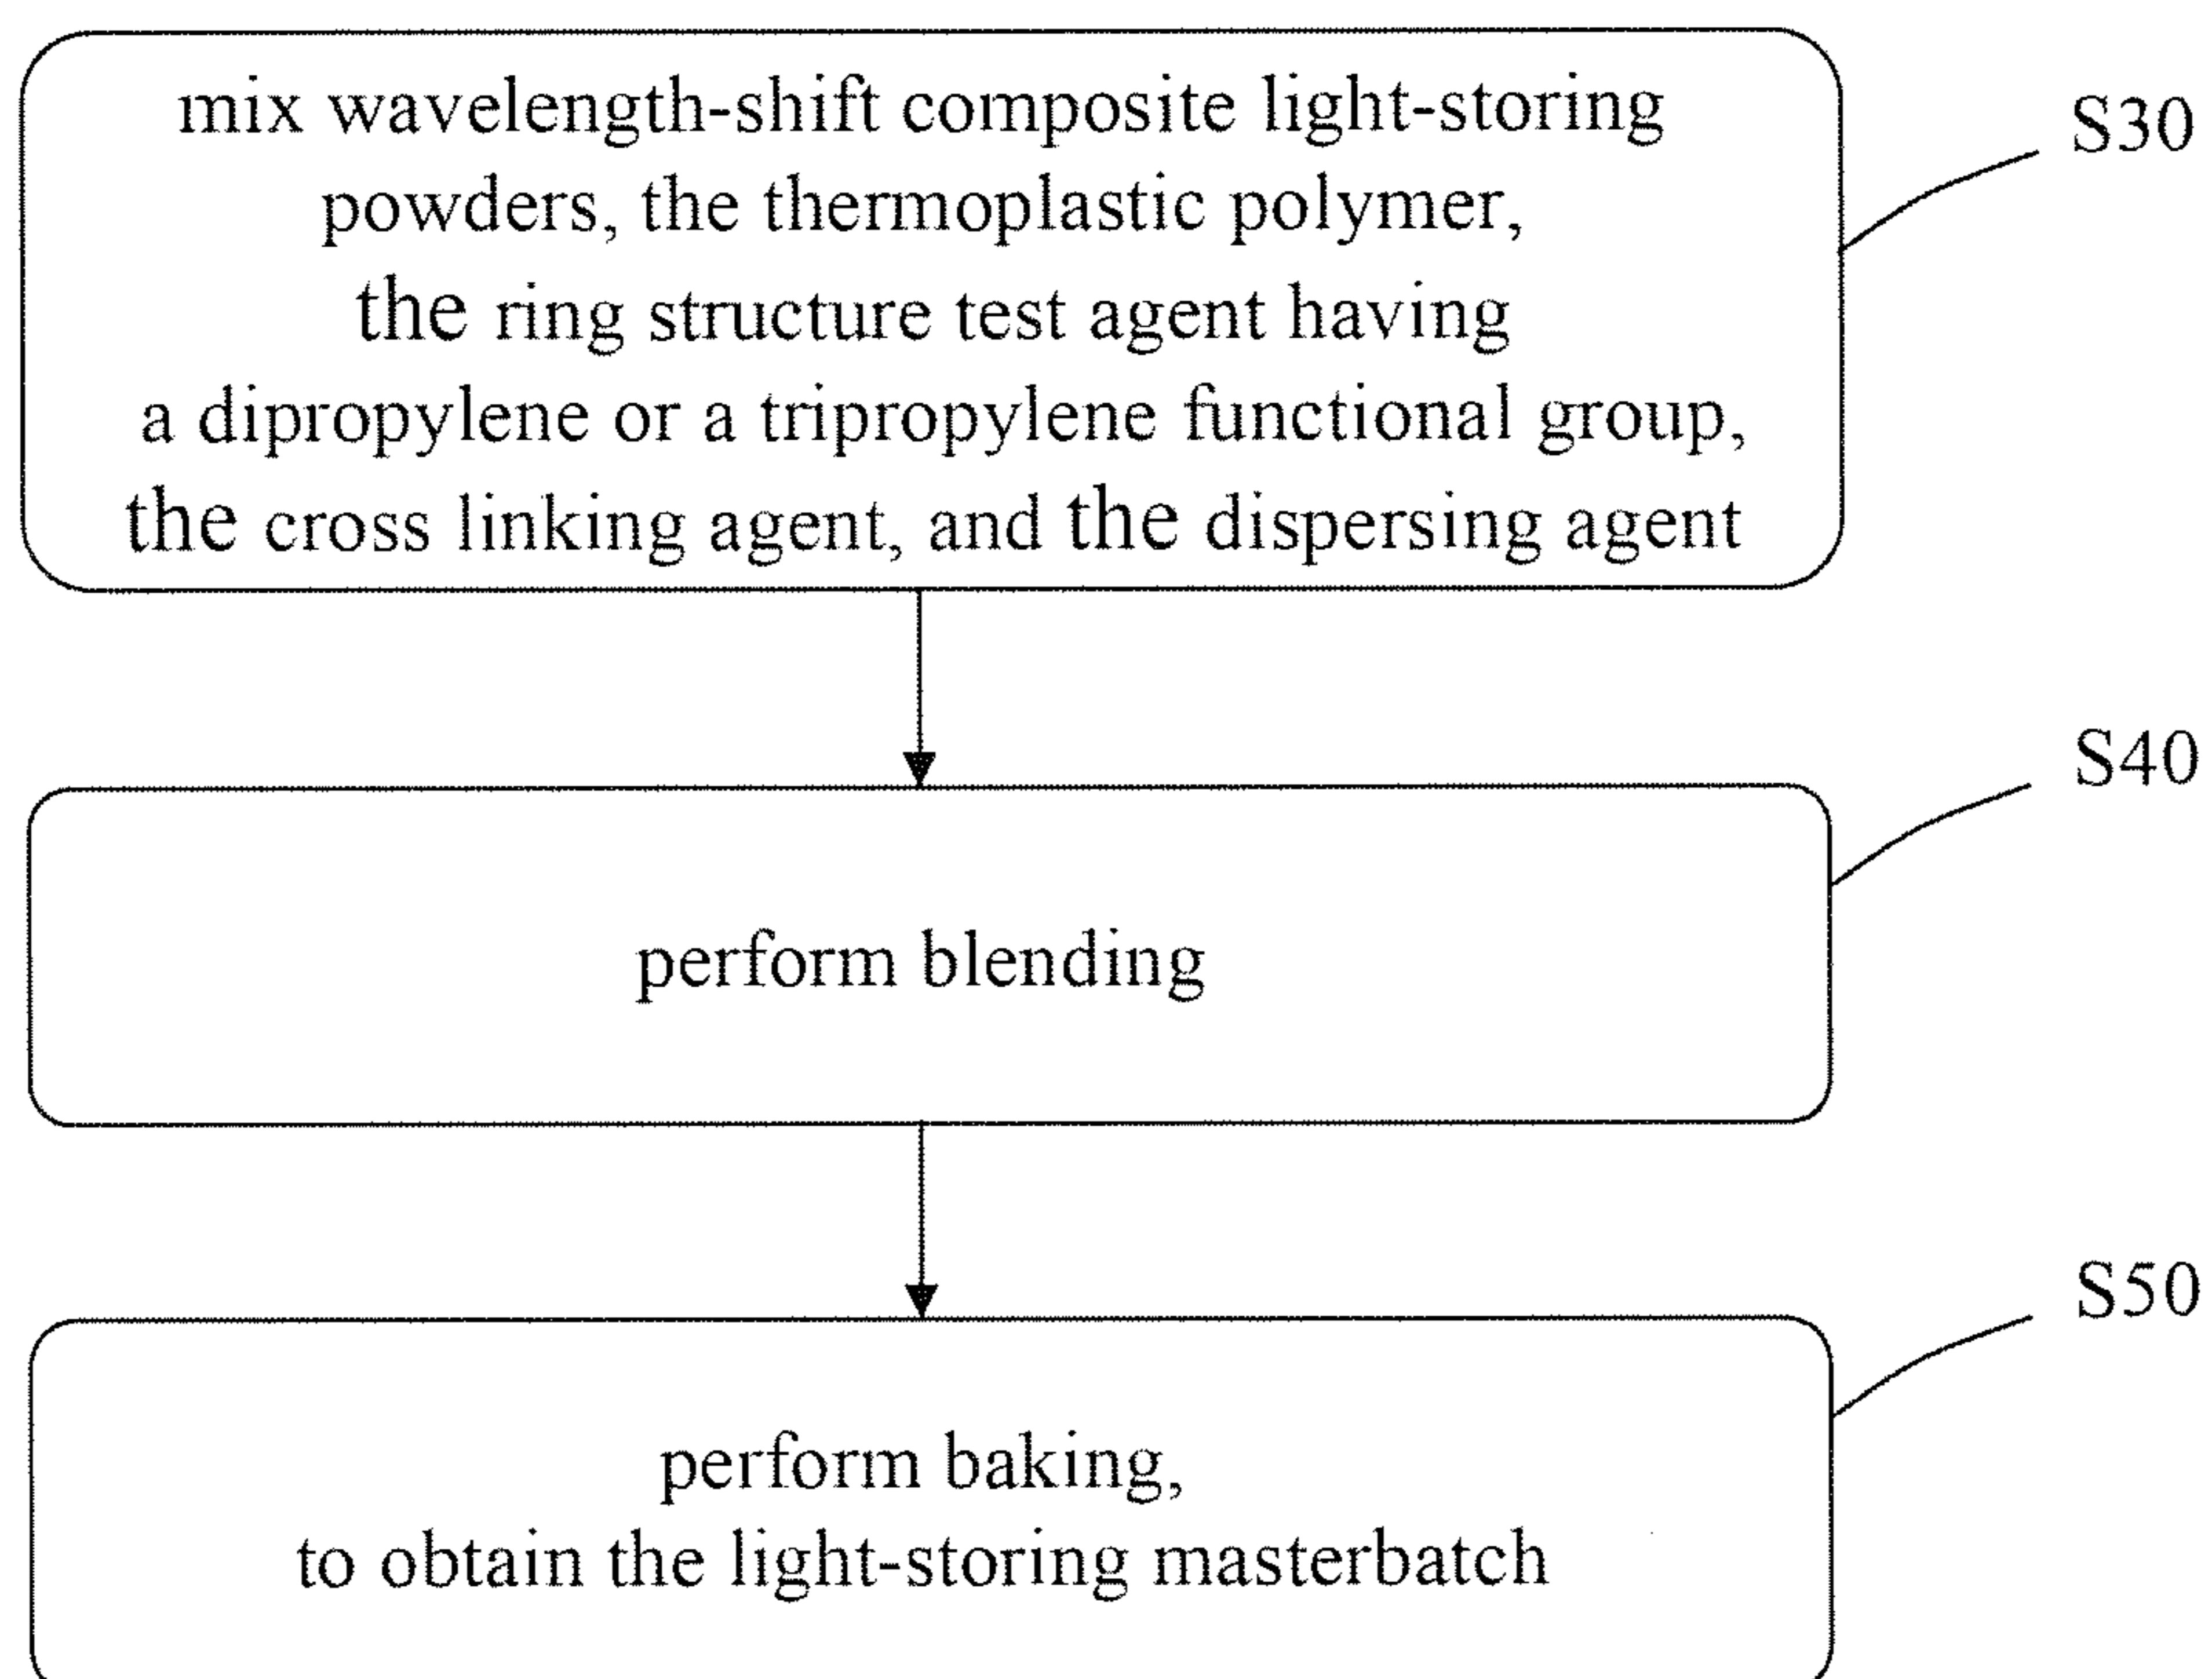 mix wavelength-shift composite light-storing
powders, the thermoplastic polymer,
the ring structure test agent having
a dipropylene or a tripropylene functional group,
the cross linking agent, and the dispersing agent
S30
perform blending
S40
perform baking,
to obtain the light-storing masterbatch
S50